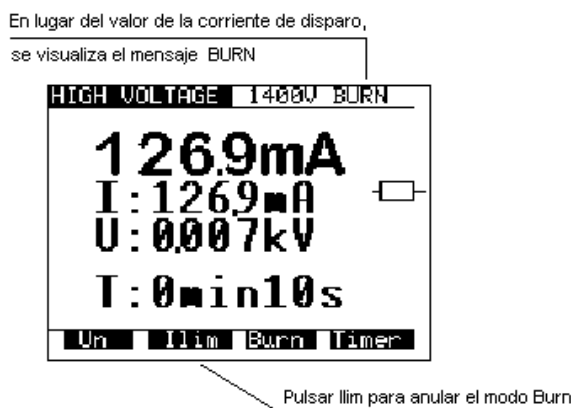 En lugar del valor de la corriente de disparo,
se visualiza el mensaje BURN
HIGH VOLTAGE 1400V BURN
126.9mA
I:126.9mA
U:0.007kV
T:0min10s
Un Ilim Burn Timer
Pulsar Ilim para anular el modo Burn